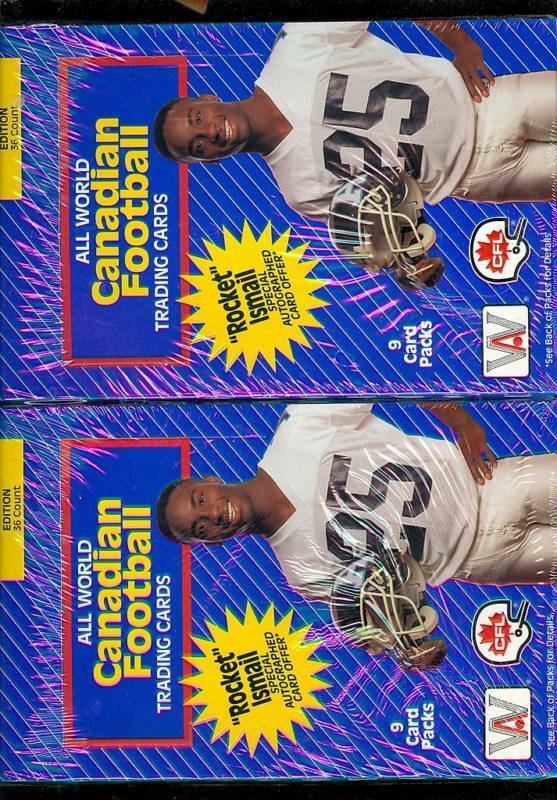 EDITION
36 Count
ALL WORLD
Canadian
Football
TRADING CARDS
"Rocket"
Ismail
SPECIAL
AUTOGRAPHED
CARD OFFER*
25
9
Card
Packs
CFL
W
*See Back of Packs for Details
EDITION
36 Count
ALL WORLD
Canadian
Football
TRADING CARDS
"Rocket"
Ismail
SPECIAL
AUTOGRAPHED
CARD OFFER*
25
9
Card
Packs
CFL
W
*See Back of Packs for Details